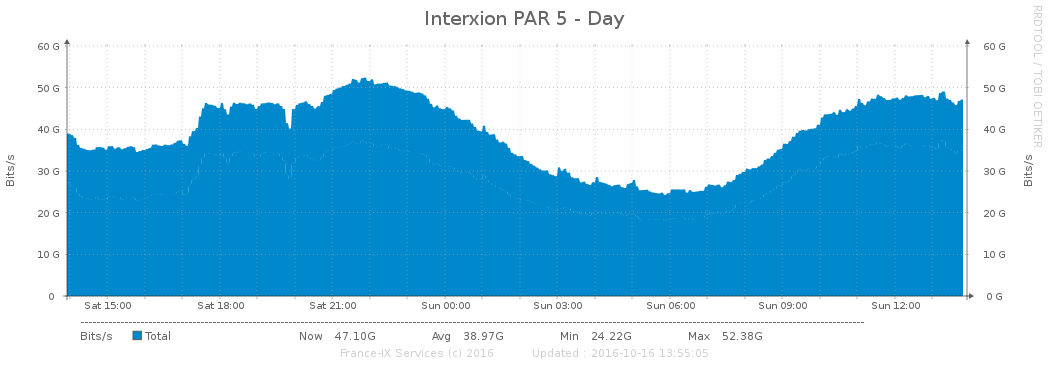 Interxion PAR 5 - Day
RRDTOOL / TOBI OETIKER
Bits/s
60 G
50 G
40 G
30 G
20 G
10 G
0
60 G
50 G
40 G
30 G
20 G
10 G
0 G
Bits/s
Sat 15:00 Sat 18:00 Sat 21:00 Sun 00:00 Sun 03:00 Sun 06:00 Sun 09:00 Sun 12:00
Bits/s Total Now 47.10G Avg 38.97G Min 24.22G Max 52.38G
France-IX Services (c) 2016 Updated : 2016-10-16 13:55:05